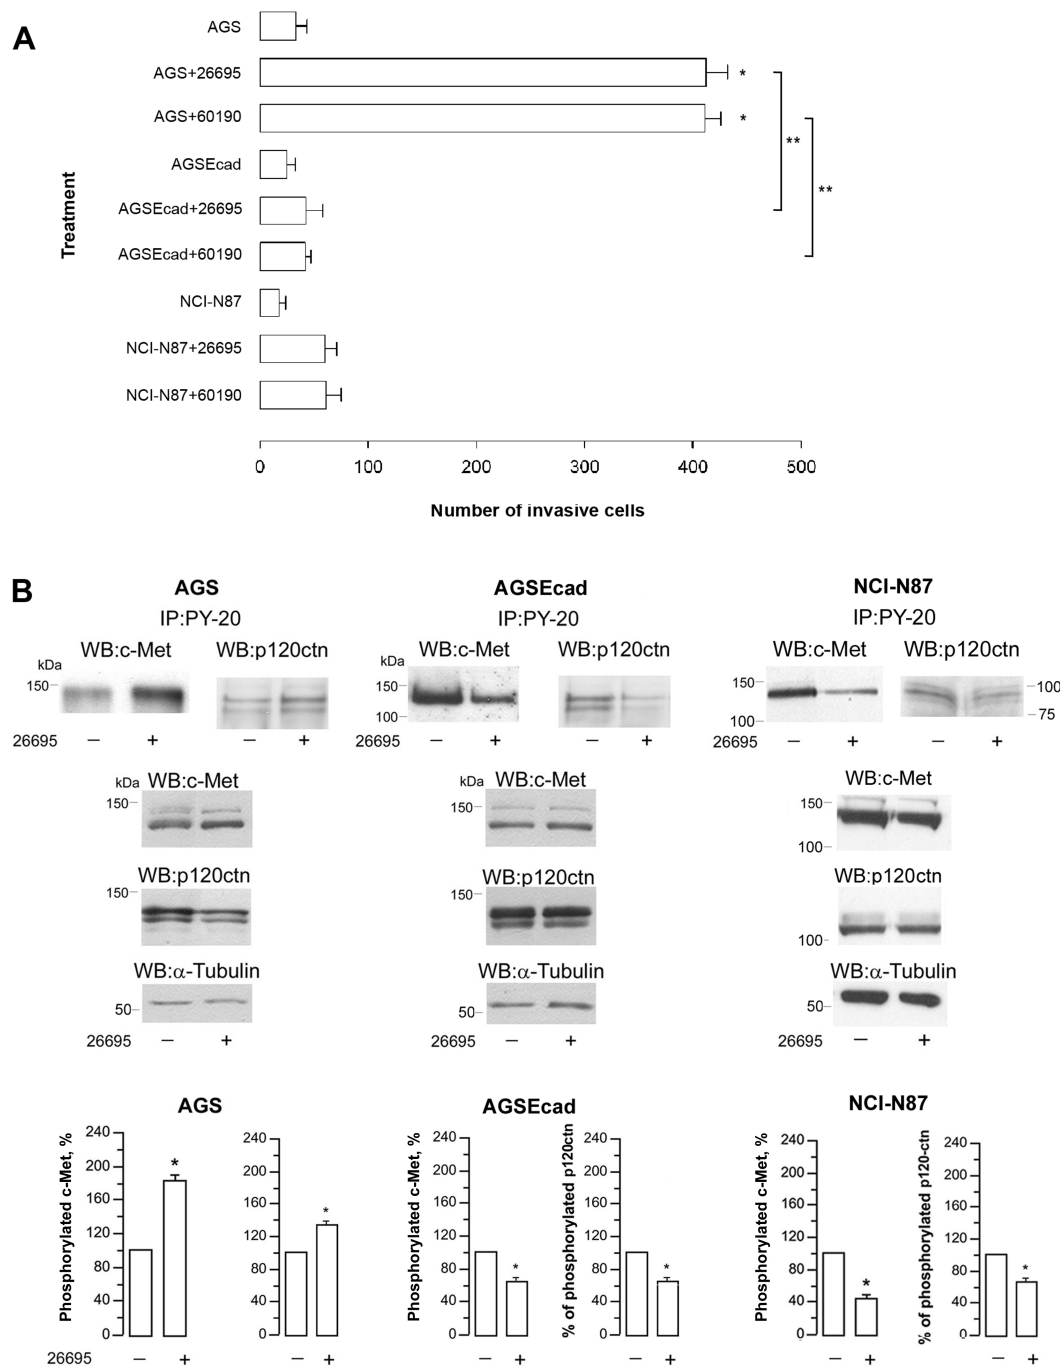 A
Treatment
AGS
AGS+26695 *
AGS+60190 *
**
AGSEcad
**
AGSEcad+26695
AGSEcad+60190
NCI-N87
NCI-N87+26695
NCI-N87+60190
0 100 200 300 400 500
Number of invasive cells
B
AGS AGSEcad NCI-N87
IP:PY-20 IP:PY-20 IP:PY-20
WB:c-Met WB:p120ctn WB:c-Met WB:p120ctn WB:c-Met WB:p120ctn
kDa kDa
150 150 100 150 100 100 75
26695 − + − + − + − + 26695 − + − +
kDa WB:c-Met kDa WB:c-Met WB:c-Met
150 150 150 100
WB:p120ctn WB:p120ctn WB:p120ctn
150 150 100
WB:α-Tubulin WB:α-Tubulin WB:α-Tubulin
50 50 50
26695 − + 26695 − + 26695 − +
AGS AGSEcad NCI-N87
Phosphorylated c-Met, %
240 200 160 120 80 40 0
*
240 200 160 120 80 40 0
*
Phosphorylated c-Met, %
240 200 160 120 80 40 0
*
% of phosphorylated p120ctn
240 200 160 120 80 40 0
*
Phosphorylated c-Met, %
240 200 160 120 80 40 0
*
% of phosphorylated p120-ctn
240 200 160 120 80 40 0
*
26695 − + − + − + − + − + − +